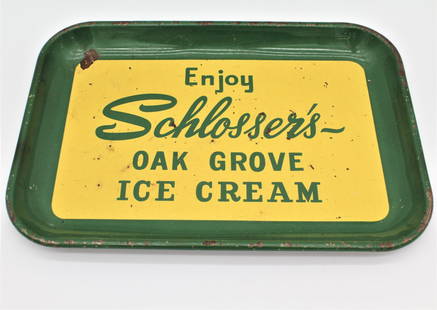 Enjoy
Schlosser's
OAK GROVE
ICE CREAM